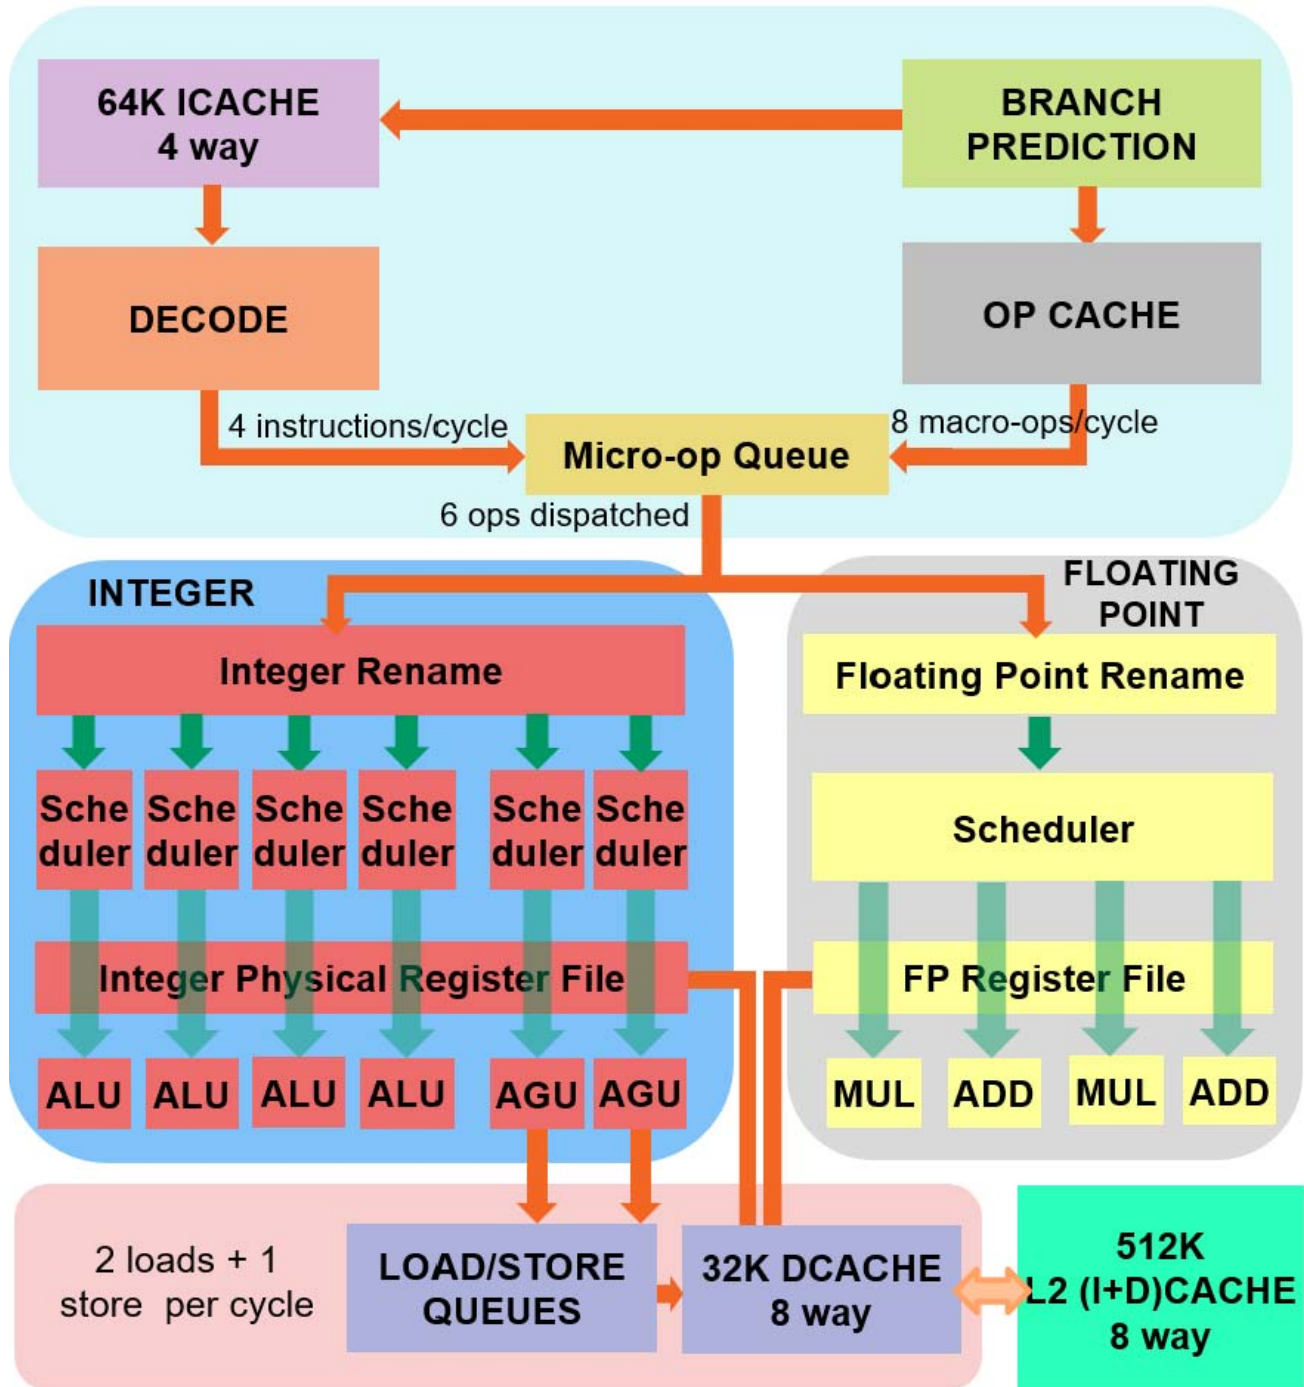 64K ICACHE
4 way
BRANCH
PREDICTION
DECODE
OP CACHE
4 instructions/cycle
8 macro-ops/cycle
Micro-op Queue
6 ops dispatched
INTEGER
FLOATING
POINT
Integer Rename
Floating Point Rename
Sche
duler
Sche
duler
Sche
duler
Sche
duler
Sche
duler
Sche
duler
Scheduler
Integer Physical Register File
FP Register File
ALU
ALU
ALU
ALU
AGU
AGU
MUL
ADD
MUL
ADD
2 loads + 1
store per cycle
LOAD/STORE
QUEUES
32K DCACHE
8 way
512K
L2 (I+D)CACHE
8 way